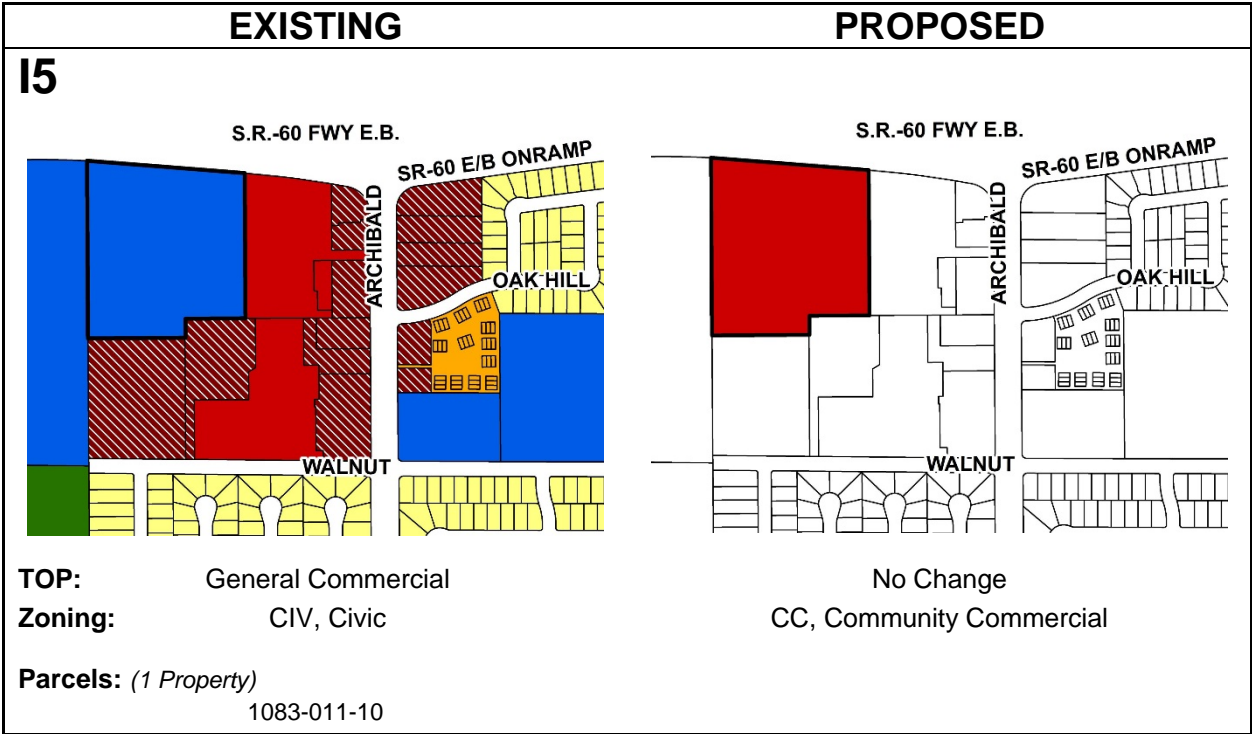 EXISTING PROPOSED
I5
S.R.-60 FWY E.B.
SR-60 E/B ONRAMP
ARCHIBALD
OAK HILL
WALNUT
S.R.-60 FWY E.B.
SR-60 E/B ONRAMP
ARCHIBALD
OAK HILL
WALNUT
TOP: General Commercial No Change
Zoning: CIV, Civic CC, Community Commercial
Parcels: (1 Property)
1083-011-10